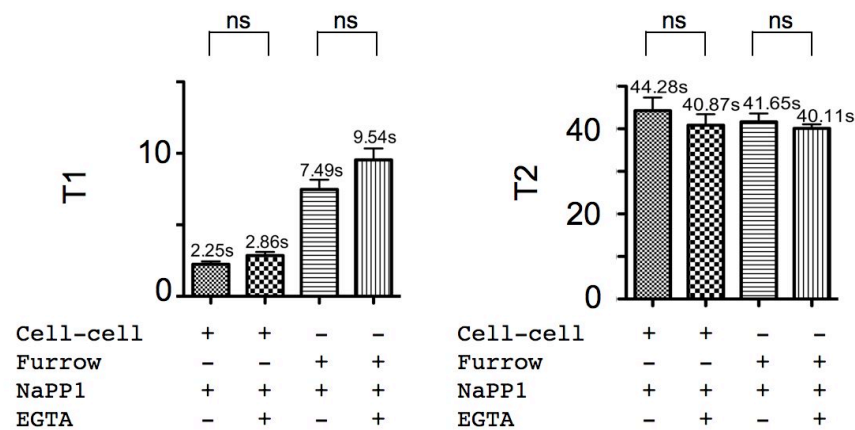 ns ns ns ns
44.28s
40.87s 41.65s 40.11s
T1 10 9.54s
7.49s
2.25s 2.86s
0
T2 40
20
0
Cell-cell + + – – Cell-cell + + – –
Furrow – – + + Furrow – – + +
NaPP1 + + + + NaPP1 + + + +
EGTA – + – + EGTA – + – +